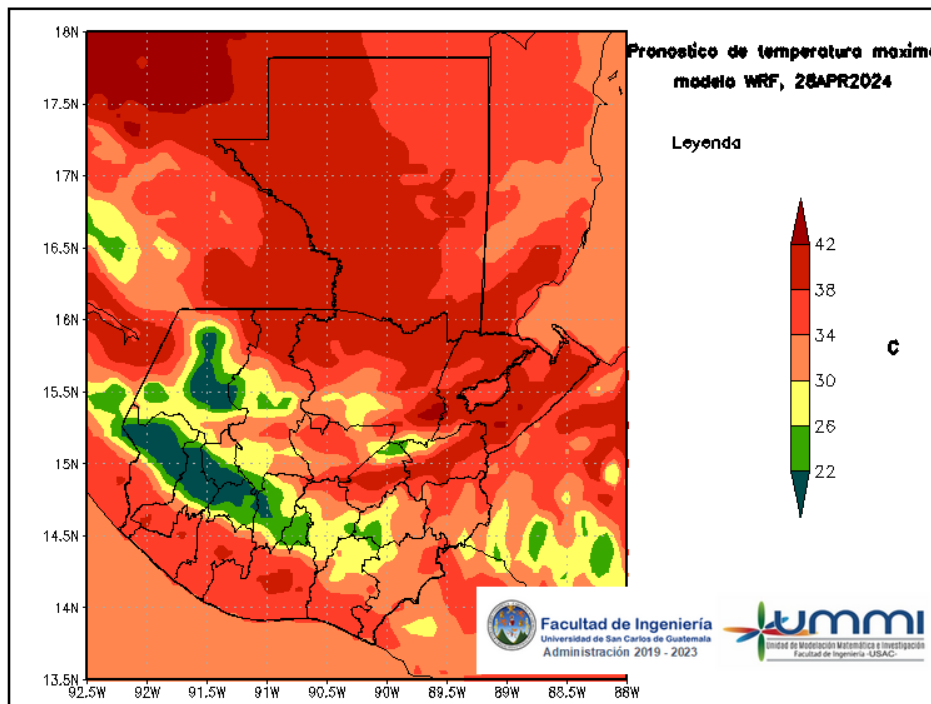 Pronostico de temperatura maxima
modelo WRF, 28APR2024
Leyenda
42
38
34
30
26
22
C
18N
17.5N
17N
16.5N
16N
15.5N
15N
14.5N
14N
13.5N
92.5W
92W
91.5W
91W
90.5W
90W
89.5W
89W
88.5W
88W
Facultad de Ingeniería
Universidad de San Carlos de Guatemala
Administración 2019 - 2023
ummi
Unidad de Modelación Matemática e Investigación
Facultad de Ingeniería -USAC-